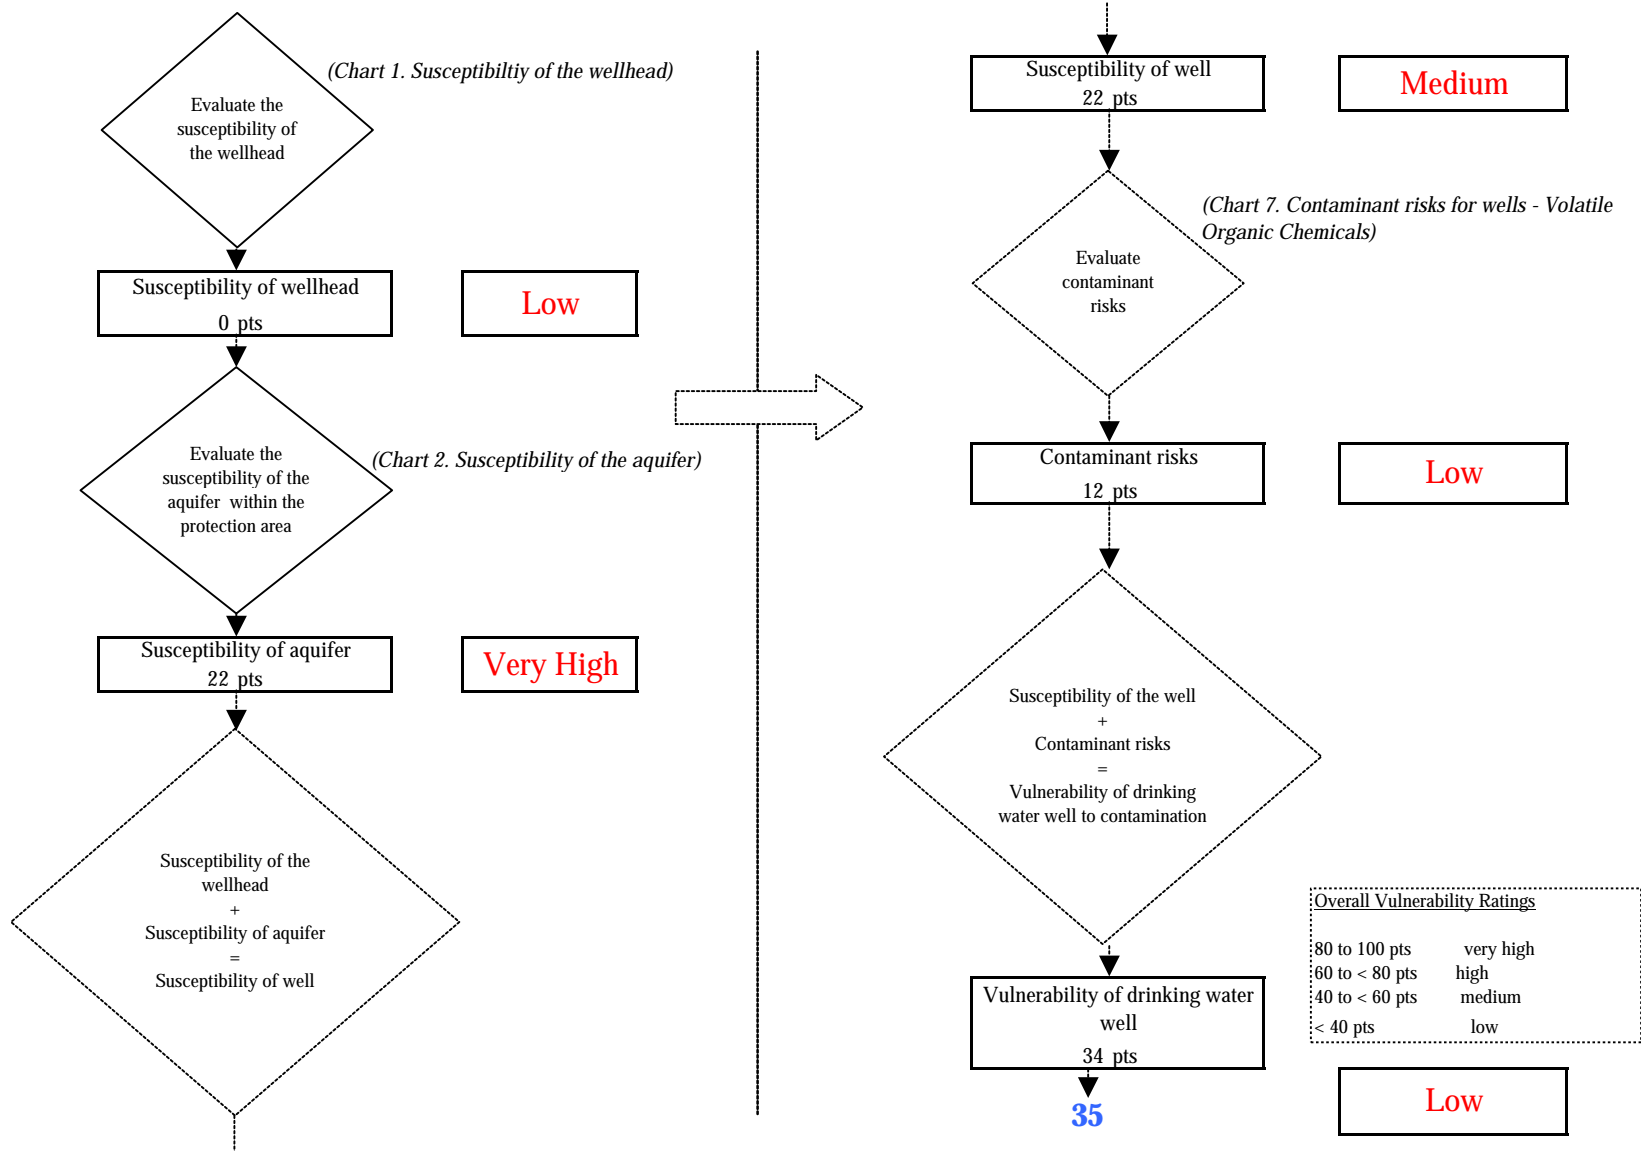 (Chart 1. Susceptibiltiy of the wellhead)
Evaluate the
susceptibility of
the wellhead
Susceptibility of wellhead
0 pts
Low
Evaluate the
susceptibility of the
aquifer within the
protection area
(Chart 2. Susceptibility of the aquifer)
Susceptibility of aquifer
22 pts
Very High
Susceptibility of the
wellhead
+
Susceptibility of aquifer
=
Susceptibility of well
Susceptibility of well
22 pts
Medium
(Chart 7. Contaminant risks for wells - Volatile
Organic Chemicals)
Evaluate
contaminant
risks
Contaminant risks
12 pts
Low
Susceptibility of the well
+
Contaminant risks
=
Vulnerability of drinking
water well to contamination
Overall Vulnerability Ratings
80 to 100 pts very high
60 to < 80 pts high
40 to < 60 pts medium
< 40 pts low
Vulnerability of drinking water
well
34 pts
35
Low